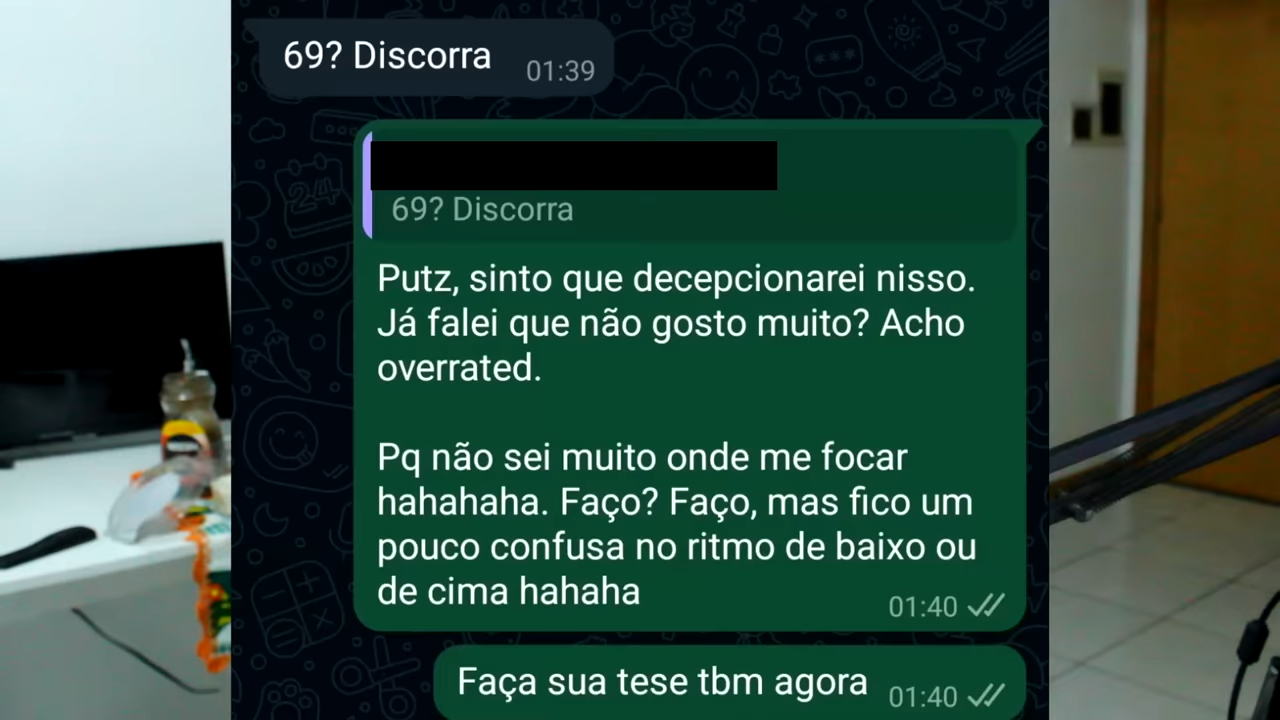 69? Discorra
01:39
69? Discorra
Putz, sinto que decepcionarei nisso.
Já falei que não gosto muito? Acho
overrated.
Pq não sei muito onde me focar
hahahaha. Faço? Faço, mas fico um
pouco confusa no ritmo de baixo ou
de cima hahaha
01:40
Faça sua tese tbm agora
01:40